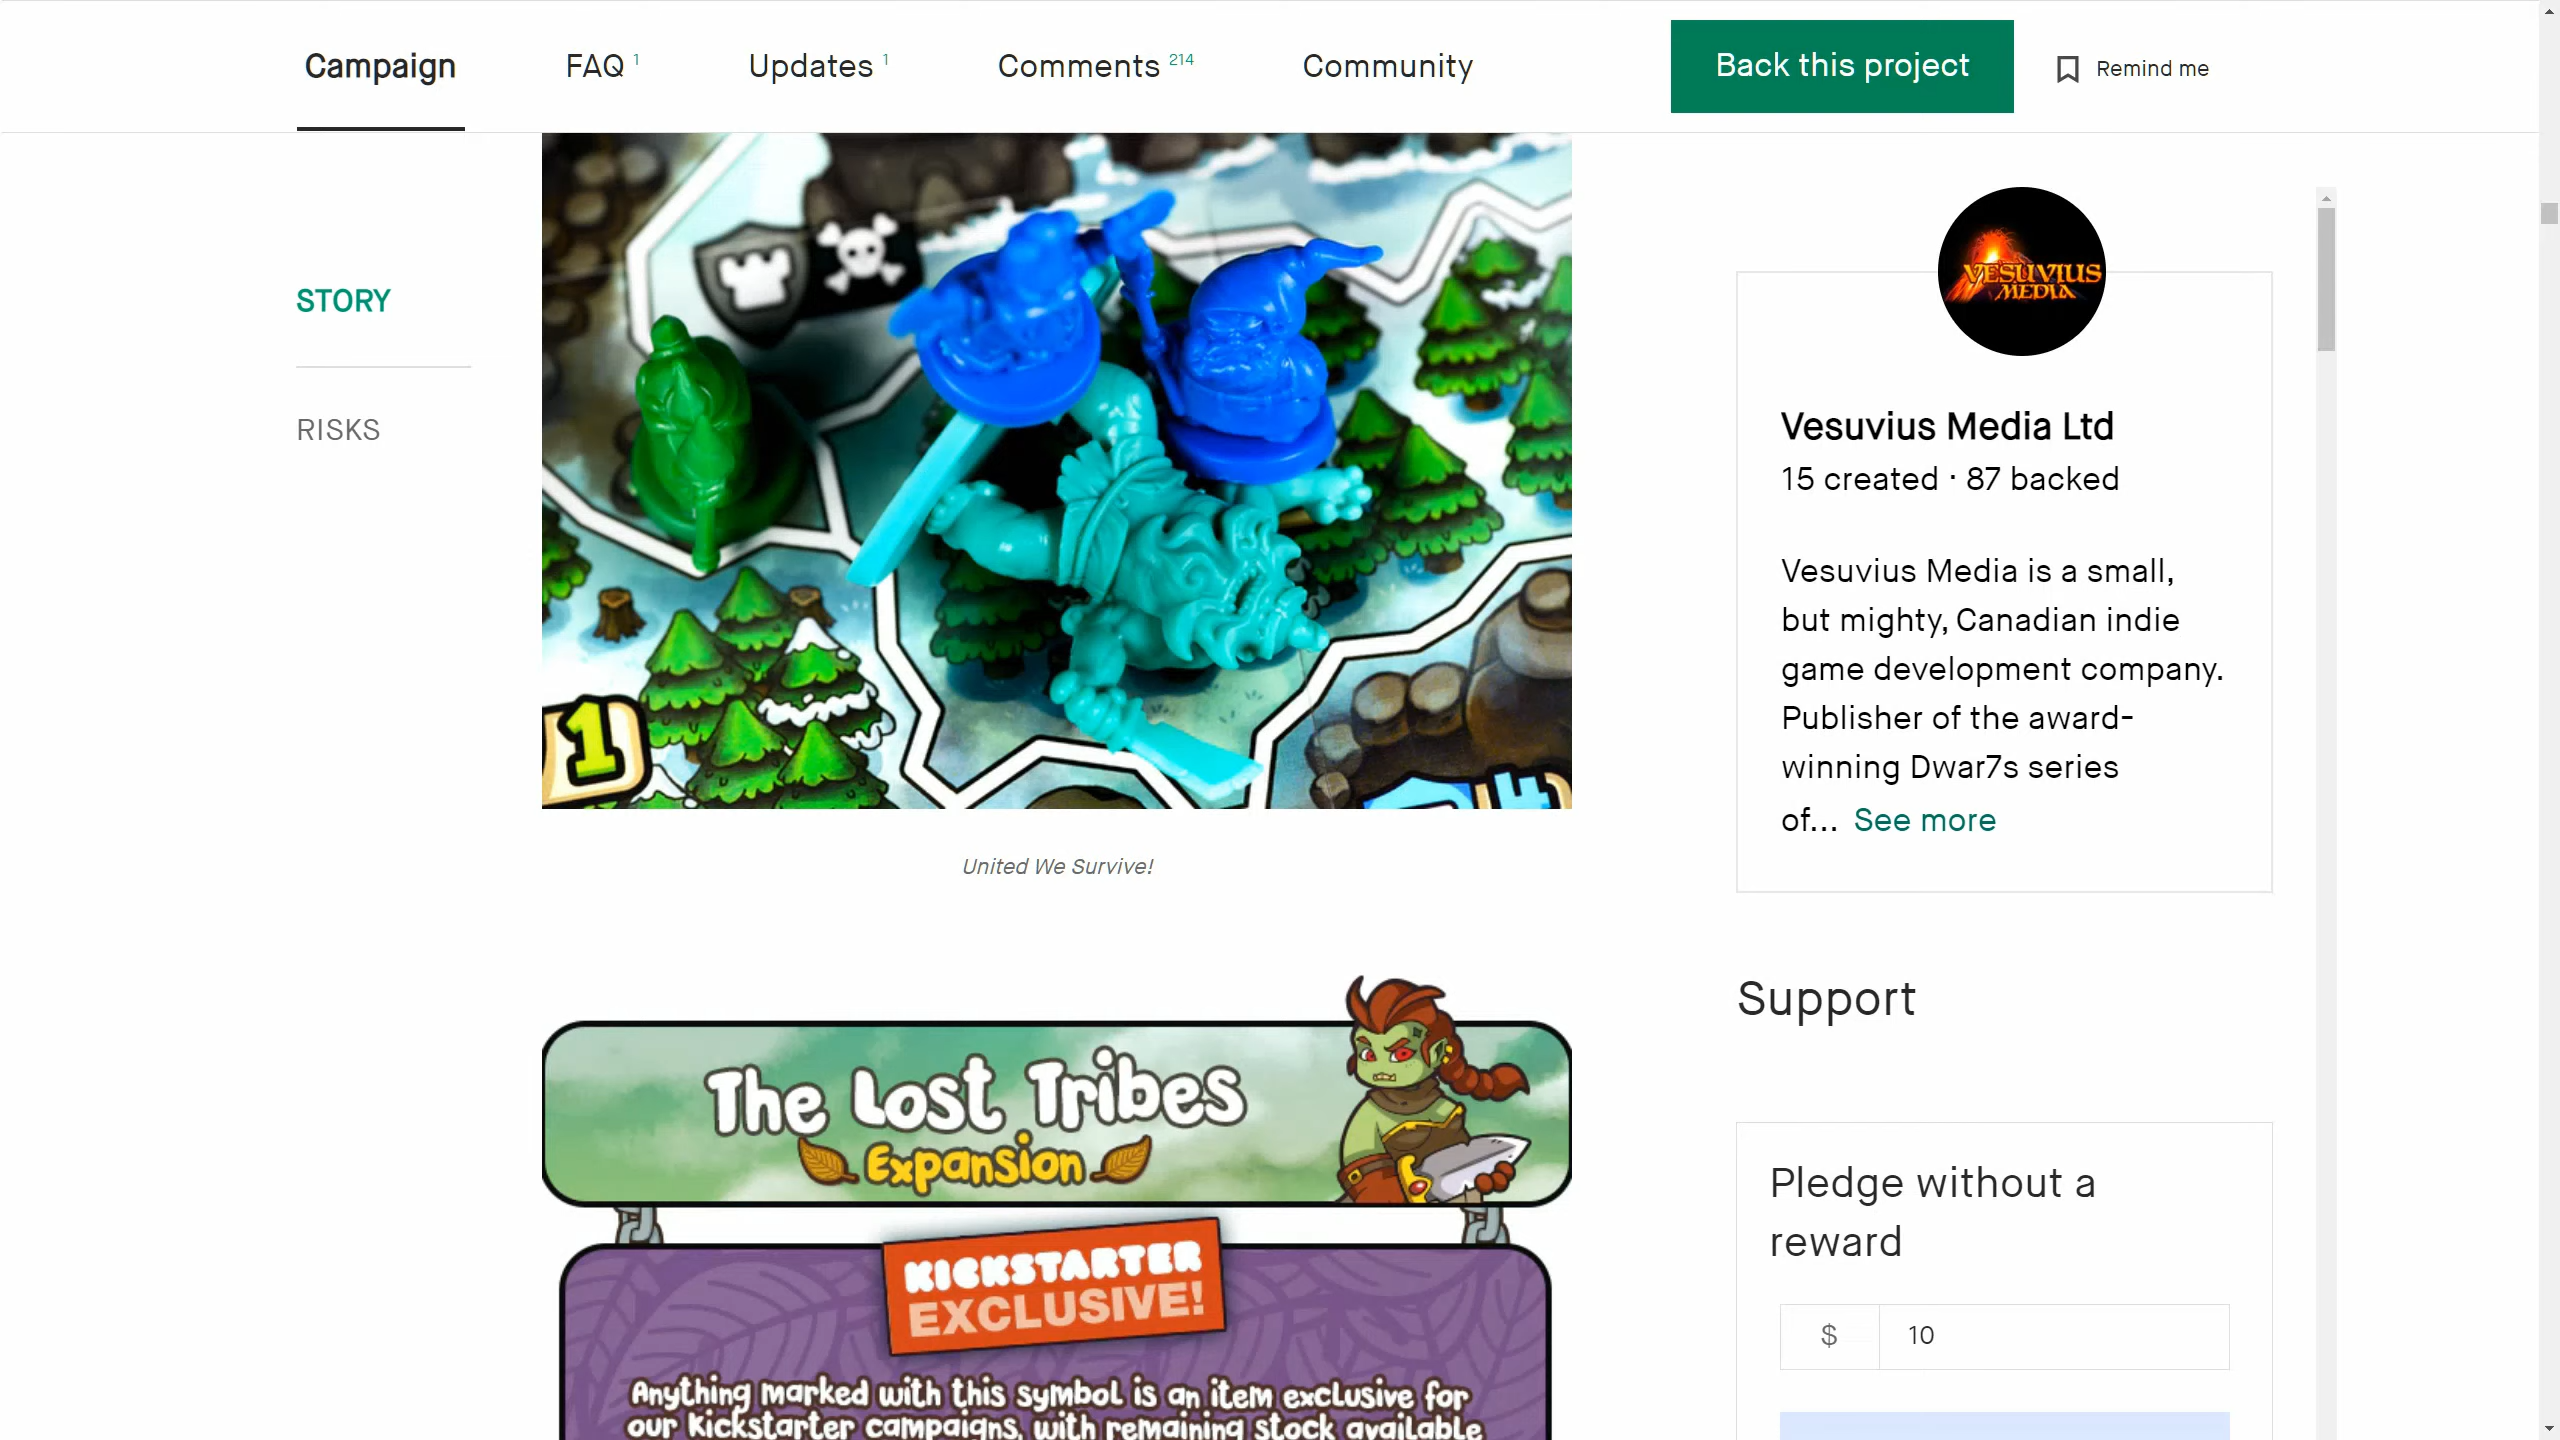 Campaign
FAQ 1
Updates 1
Comments 214
Community
Back this project
Remind me
STORY
RISKS
1
4
United We Survive!
The Lost Tribes
Expansion
KICKSTARTER
EXCLUSIVE!
Anything marked with this symbol is an item exclusive for
our Kickstarter campaigns, with remaining stock available
VESUVIUS
MEDIA
Vesuvius Media Ltd
15 created · 87 backed
Vesuvius Media is a small,
but mighty, Canadian indie
game development company.
Publisher of the award-
winning Dwar7s series
of... See more
Support
Pledge without a
reward
$ 10